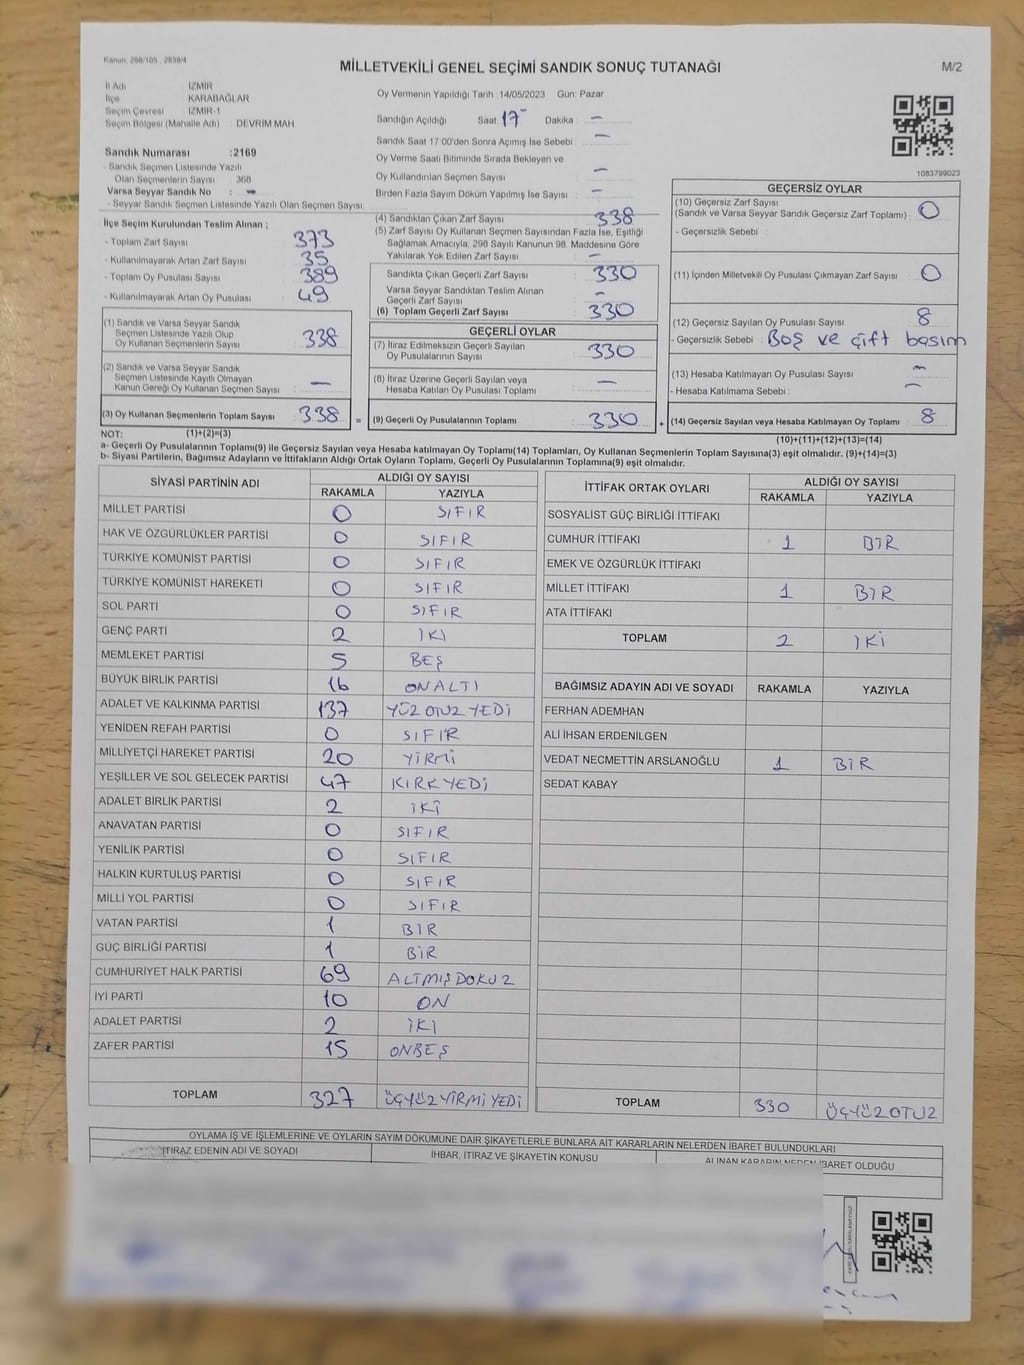 Kanun, 298/105 , 2839/4
MİLLETVEKİLİ GENEL SEÇİMİ SANDIK SONUÇ TUTANAĞI
M/2
İl Adı : İZMİR
İlçe : KARABAĞLAR
Seçim Çevresi : İZMİR-1
Seçim Bölgesi (Mahalle Adı) : DEVRİM MAH
Sandık Numarası :2169
- Sandık Seçmen Listesinde Yazılı
Olan Seçmenlerin Sayısı : 368
Varsa Seyyar Sandık No : -
- Seyyar Sandık Seçmen Listesinde Yazılı Olan Seçmen Sayısı
İlçe Seçim Kurulundan Teslim Alınan ;
- Toplam Zarf Sayısı : 373
- Kullanılmayarak Artan Zarf Sayısı : 35
- Toplam Oy Pusulası Sayısı : 389
- Kullanılmayarak Artan Oy Pusulası : 49
Oy Vermenin Yapıldığı Tarih :14/05/2023 Gün: Pazar
Sandığın Açıldığı Saat: 17 Dakika : -
Sandık Saat 17:00'den Sonra Açımış İse Sebebi : -
Oy Verme Saati Bitiminde Sırada Bekleyen ve
Oy Kullandırılan Seçmen Sayısı : -
Birden Fazla Sayım Döküm Yapılmış İse Sayısı : -
(4) Sandıktan Çıkan Zarf Sayısı : 338
(5) Zarf Sayısı Oy Kullanan Seçmen Sayısından Fazla İse, Eşitliği
Sağlamak Amacıyla, 298 Sayılı Kanunun 98. Maddesine Göre
Yakılarak Yok Edilen Zarf Sayısı : -
Sandıkta Çıkan Geçerli Zarf Sayısı : 330
Varsa Seyyar Sandıktan Teslim Alınan
Geçerli Zarf Sayısı : -
(6) Toplam Geçerli Zarf Sayısı : 330
1083799023
GEÇERSİZ OYLAR
(10) Geçersiz Zarf Sayısı
(Sandık ve Varsa Seyyar Sandık Geçersiz Zarf Toplamı) : 0
- Geçersizlik Sebebi :
(11) İçinden Milletvekili Oy Pusulası Çıkmayan Zarf Sayısı : 0
(12) Geçersiz Sayılan Oy Pusulası Sayısı : 8
- Geçersizlik Sebebi : Boş ve çift basım
(13) Hesaba Katılmayan Oy Pusulası Sayısı : -
- Hesaba Katılmama Sebebi : -
(14) Geçersiz Sayılan veya Hesaba Katılmayan Oy Toplamı : 8
(10)+(11)+(12)+(13)=(14)
(1) Sandık ve Varsa Seyyar Sandık
Seçmen Listesinde Yazılı Olup
Oy Kullanan Seçmenlerin Sayısı : 338
(2) Sandık ve Varsa Seyyar Sandık
Seçmen Listesinde Kayıtlı Olmayan
Kanun Gereği Oy Kullanan Seçmen Sayısı : -
(3) Oy Kullanan Seçmenlerin Toplam Sayısı : 338 =
GEÇERLİ OYLAR
(7) İtiraz Edilmeksizin Geçerli Sayılan
Oy Pusulalarının Sayısı : 330
(8) İtiraz Üzerine Geçerli Sayılan veya
Hesaba Katılan Oy Pusulası Toplamı : -
(9) Geçerli Oy Pusulalarının Toplamı : 330 +
NOT: (1)+(2)=(3)
a- Geçerli Oy Pusulalarının Toplamı(9) ile Geçersiz Sayılan veya Hesaba katılmayan Oy Toplamı(14) Toplamları, Oy Kullanan Seçmenlerin Toplam Sayısına(3) eşit olmalıdır. (9)+(14)=(3)
b- Siyasi Partilerin, Bağımsız Adayların ve İttifakların Aldığı Ortak Oyların Toplamı, Geçerli Oy Pusulalarının Toplamına(9) eşit olmalıdır.
SİYASİ PARTİNİN ADI ALDIĞI OY SAYISI
RAKAMLA YAZIYLA
MİLLET PARTİSİ 0 SIFIR
HAK VE ÖZGÜRLÜKLER PARTİSİ 0 SIFIR
TÜRKİYE KOMÜNİST PARTİSİ 0 SIFIR
TÜRKİYE KOMÜNİST HAREKETİ 0 SIFIR
SOL PARTİ 0 SIFIR
GENÇ PARTİ 2 İKİ
MEMLEKET PARTİSİ 5 BEŞ
BÜYÜK BİRLİK PARTİSİ 16 ONALTI
ADALET VE KALKINMA PARTİSİ 137 YÜZ OTUZ YEDİ
YENİDEN REFAH PARTİSİ 0 SIFIR
MİLLİYETÇİ HAREKET PARTİSİ 20 YİRMİ
YEŞİLLER VE SOL GELECEK PARTİSİ 47 KIRK YEDİ
ADALET BİRLİK PARTİSİ 2 İKİ
ANAVATAN PARTİSİ 0 SIFIR
YENİLİK PARTİSİ 0 SIFIR
HALKIN KURTULUŞ PARTİSİ 0 SIFIR
MİLLİ YOL PARTİSİ 0 SIFIR
VATAN PARTİSİ 1 BİR
GÜÇ BİRLİĞİ PARTİSİ 1 BİR
CUMHURİYET HALK PARTİSİ 69 ALTMIŞ DOKUZ
İYİ PARTİ 10 ON
ADALET PARTİSİ 2 İKİ
ZAFER PARTİSİ 15 ONBEŞ
TOPLAM 327 ÜÇYÜZ YİRMİ YEDİ
İTTİFAK ORTAK OYLARI ALDIĞI OY SAYISI
RAKAMLA YAZIYLA
SOSYALİST GÜÇ BİRLİĞİ İTTİFAKI
CUMHUR İTTİFAKI 1 BİR
EMEK VE ÖZGÜRLÜK İTTİFAKI
MİLLET İTTİFAKI 1 BİR
ATA İTTİFAKI
TOPLAM 2 İKİ
BAĞIMSIZ ADAYIN ADI VE SOYADI RAKAMLA YAZIYLA
FERHAN ADEMHAN
ALİ İHSAN ERDENİLGEN
VEDAT NECMETTİN ARSLANOĞLU 1 BİR
SEDAT KABAY
TOPLAM 330 ÜÇYÜZ OTUZ
OYLAMA İŞ VE İŞLEMLERİNE VE OYLARIN SAYIM DÖKÜMÜNE DAİR ŞİKAYETLERLE BUNLARA AİT KARARLARIN NELERDEN İBARET BULUNDUKLARI
İTİRAZ EDENİN ADI VE SOYADI İHBAR, İTİRAZ VE ŞİKAYETİN KONUSU ALINAN KARARIN NEDEN İBARET OLDUĞU